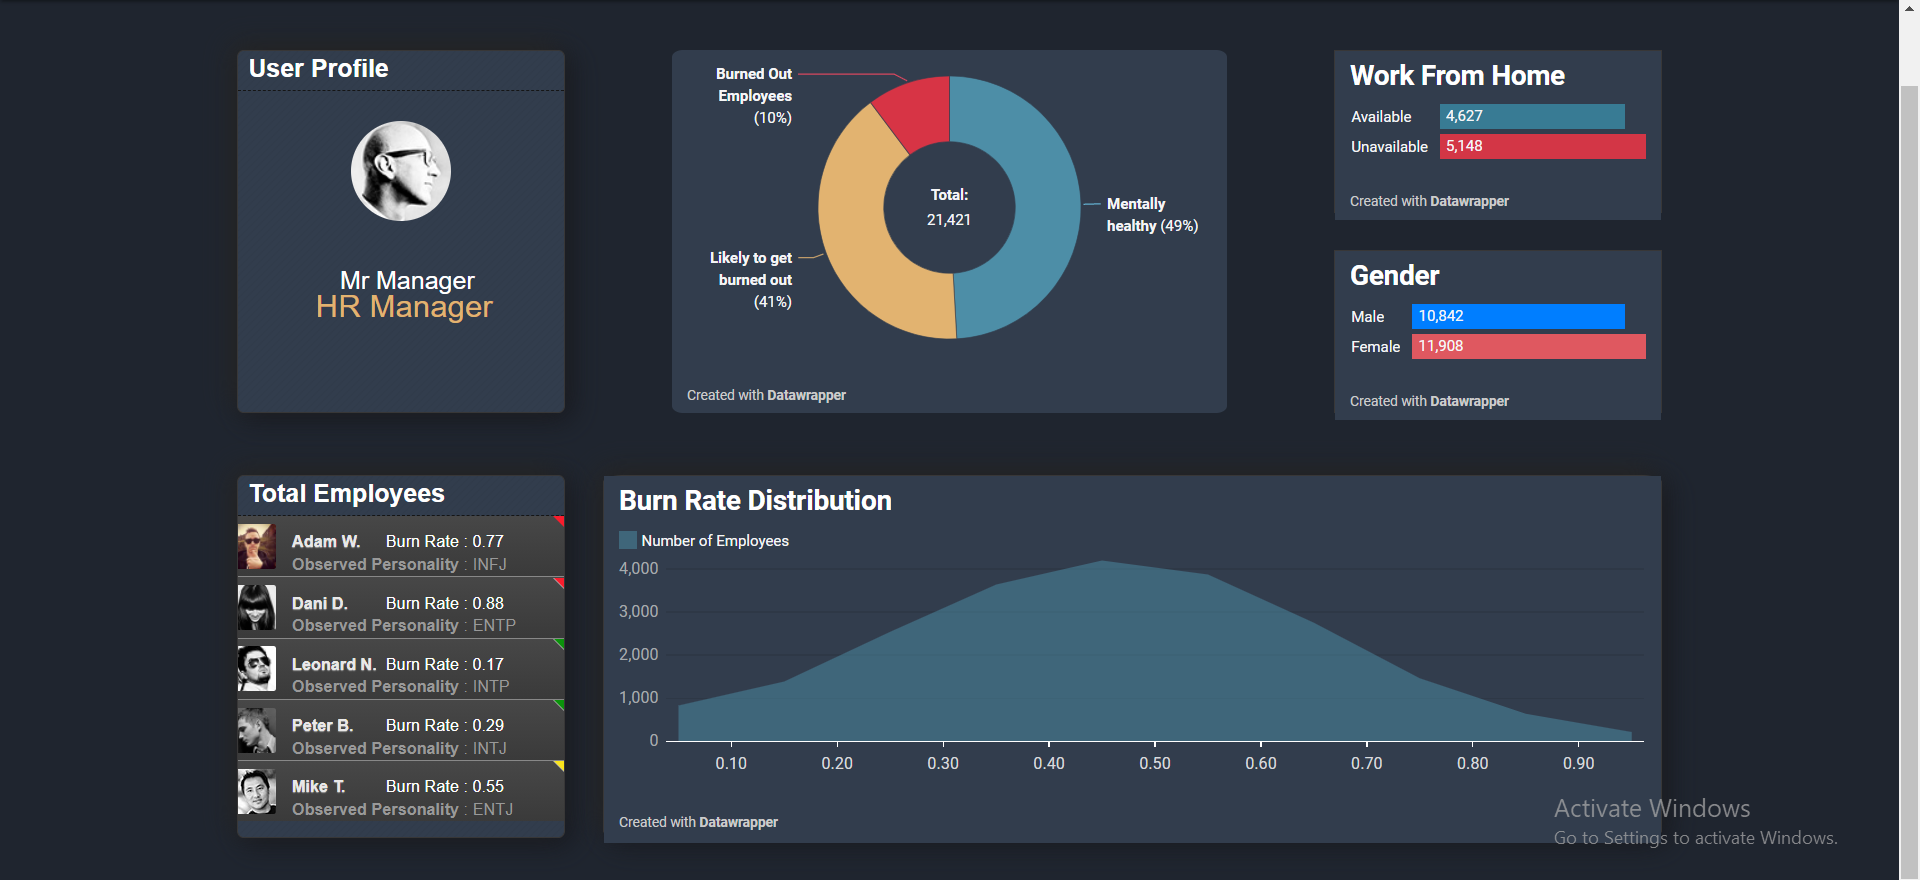 User Profile
Mr Manager
HR Manager
Burned Out
Employees
(10%)
Total:
21,421
Mentally
healthy (49%)
Likely to get
burned out
(41%)
Created with Datawrapper
Work From Home
Available 4,627
Unavailable 5,148
Created with Datawrapper
Gender
Male 10,842
Female 11,908
Created with Datawrapper
Total Employees
Adam W. Burn Rate : 0.77
Observed Personality : INFJ
Dani D. Burn Rate : 0.88
Observed Personality : ENTP
Leonard N. Burn Rate : 0.17
Observed Personality : INTP
Peter B. Burn Rate : 0.29
Observed Personality : INTJ
Mike T. Burn Rate : 0.55
Observed Personality : ENTJ
Burn Rate Distribution
Number of Employees
4,000
3,000
2,000
1,000
0
0.10 0.20 0.30 0.40 0.50 0.60 0.70 0.80 0.90
Created with Datawrapper
Activate Windows
Go to Settings to activate Windows.